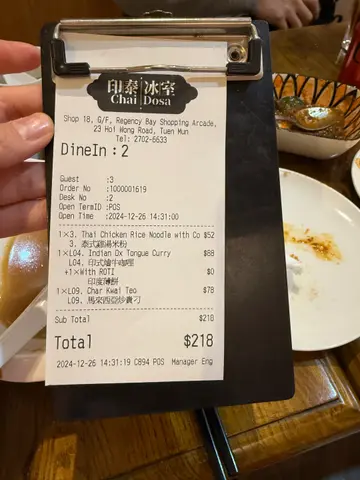 印泰 冰室
Chai Dosa
Shop 18, G/F, Regency Bay Shopping Arcade,
23 Hoi Wong Road, Tuen Mun
Tel: 2702-6633
DineIn : 2
Guest :3
Order No :1000001619
Desk No :2
Open TermID :POS
Open Time :2024-12-26 14:31:00
1×3. Thai Chicken Rice Noodle with Co $52
3. 泰式雞湯米粉
1×L04. Indian Ox Tongue Curry $88
L04. 印式燴牛咖喱
+1×With ROTI $0
印度薄餅
1×L09. Char Kwai Teo $78
L09. 馬來西亞炒貴刁
Sub Total $218
Total $218
2024-12-26 14:31:19 C894 POS Manager Eng